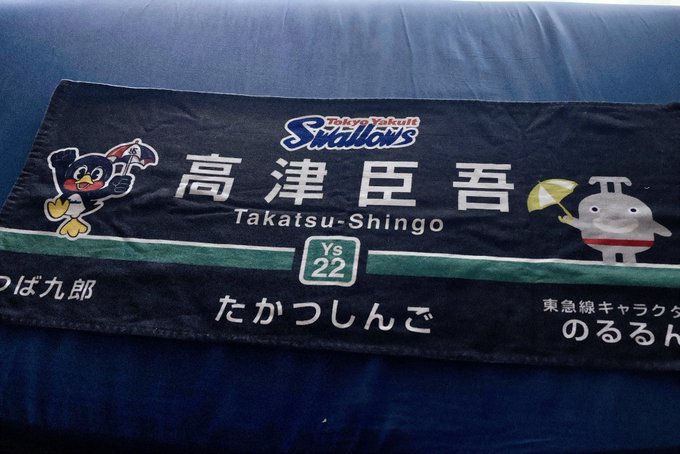 Tokyo Yakult
Swallows
高津臣吾
Takatsu-Shingo
Ys
22
つば九郎
たかつしんご
東急線キャラクタ
のるるん